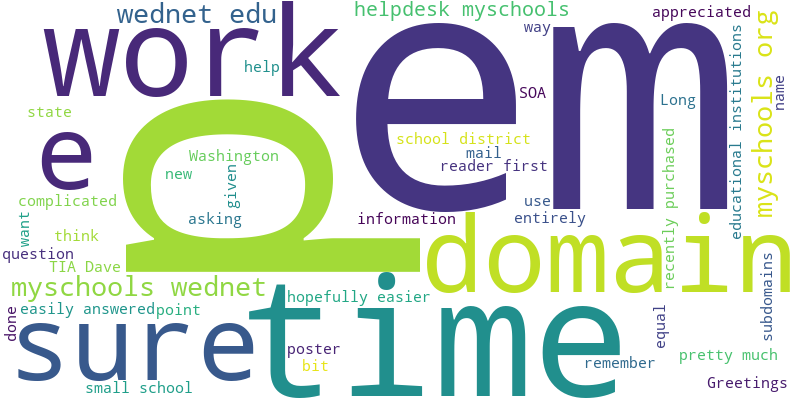 wednet edu
helpdesk myschools
appreciated
work
em
way
help
SOA
Long
educational institutions
myschools org
name
state
e
p
school district
mail
reader first
Washington
new
given
recently purchased
complicated
want
asking
use
information
entirely
think
question
TIA Dave
domain
myschools wednet
hopefully easier
time
subdomains
done
easily answered
point
sure
equal
poster
bit
remember
pretty much
small school
Greetings